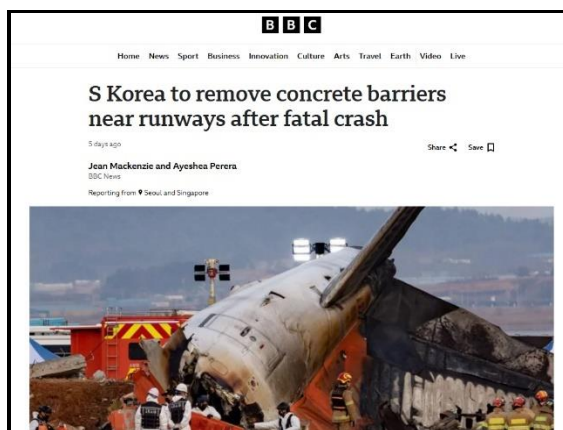 BBC
Home News Sport Business Innovation Culture Arts Travel Earth Video Live
S Korea to remove concrete barriers
near runways after fatal crash
5 days ago
Share Save
Jean Mackenzie and Ayeshea Perera
BBC News
Reporting from Seoul and Singapore